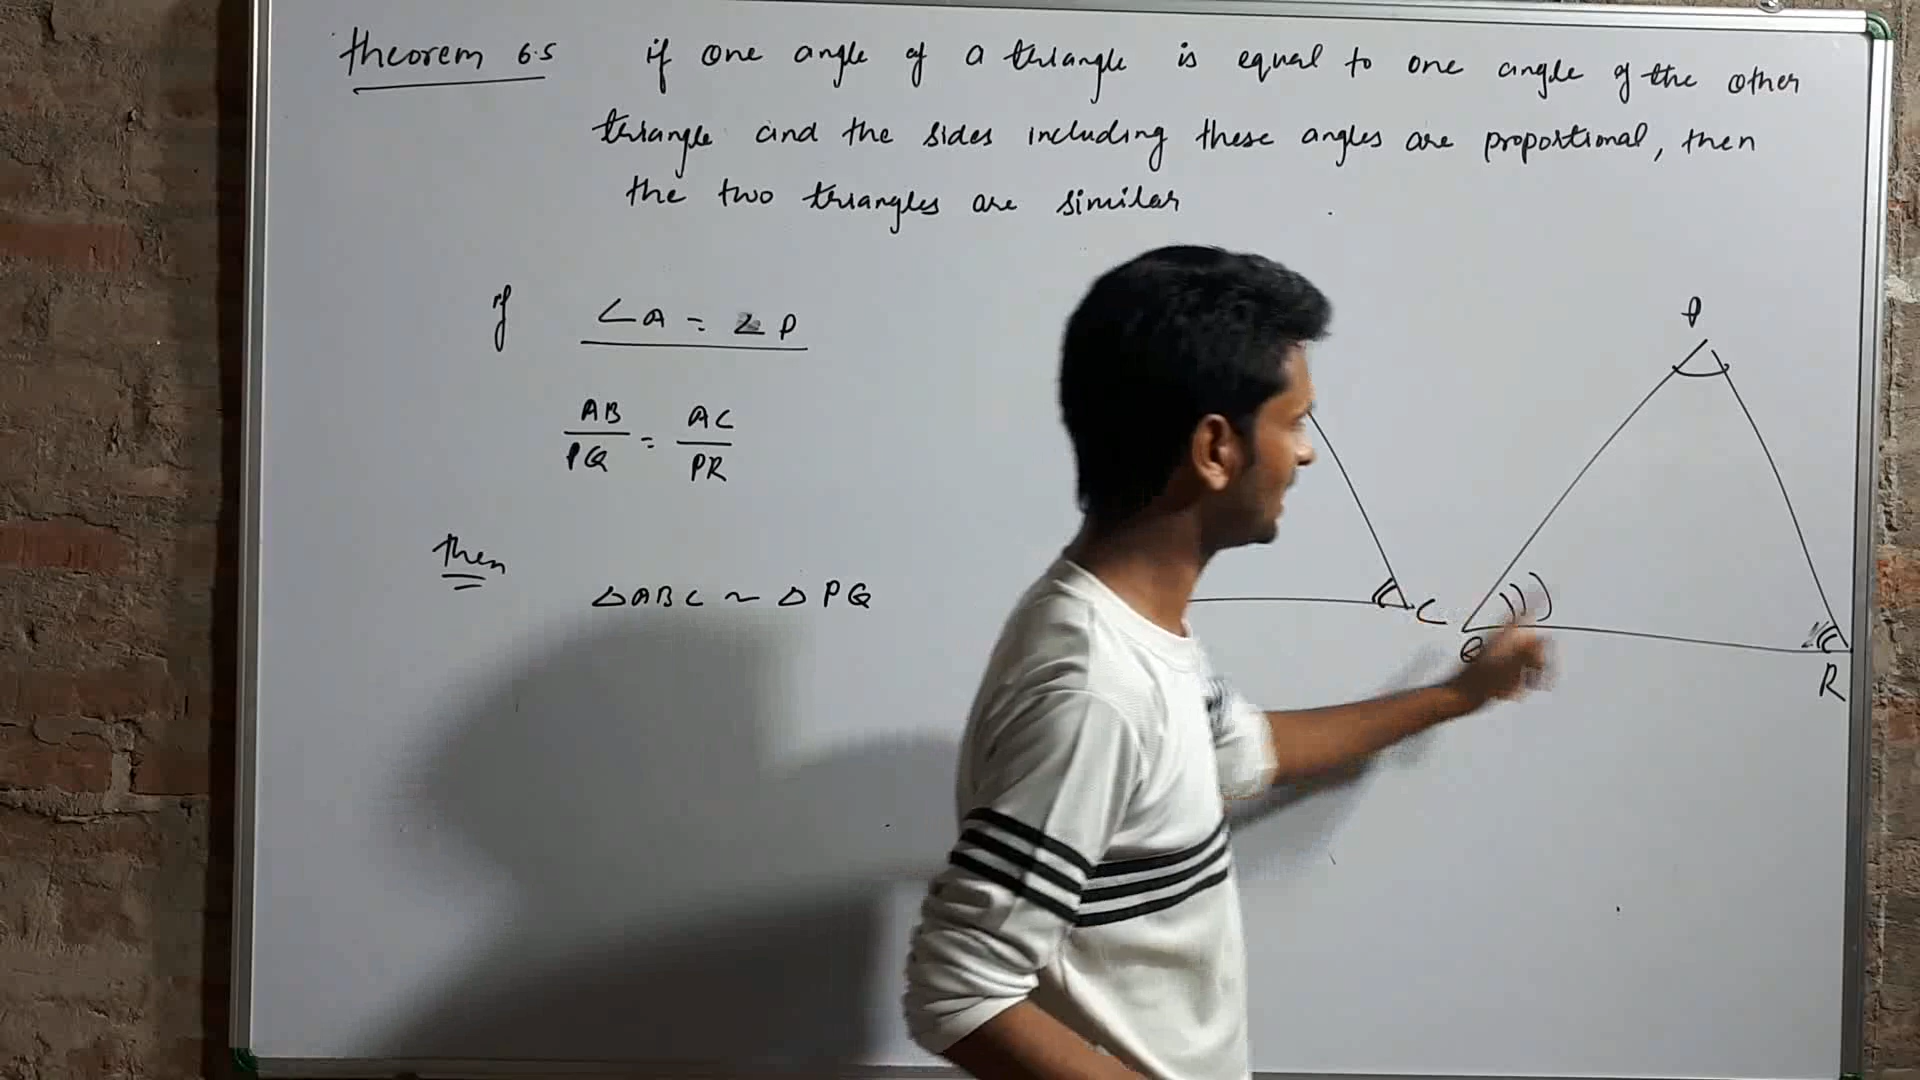 Theorem 6.5 if one angle of a triangle is equal to one angle of the other
triangle and the sides including these angles are proportional, then
the two triangles are similar
if ∠A = ∠P
AB/PQ = AC/PR
then
△ABC ~ △PQ
P
C
Q
R